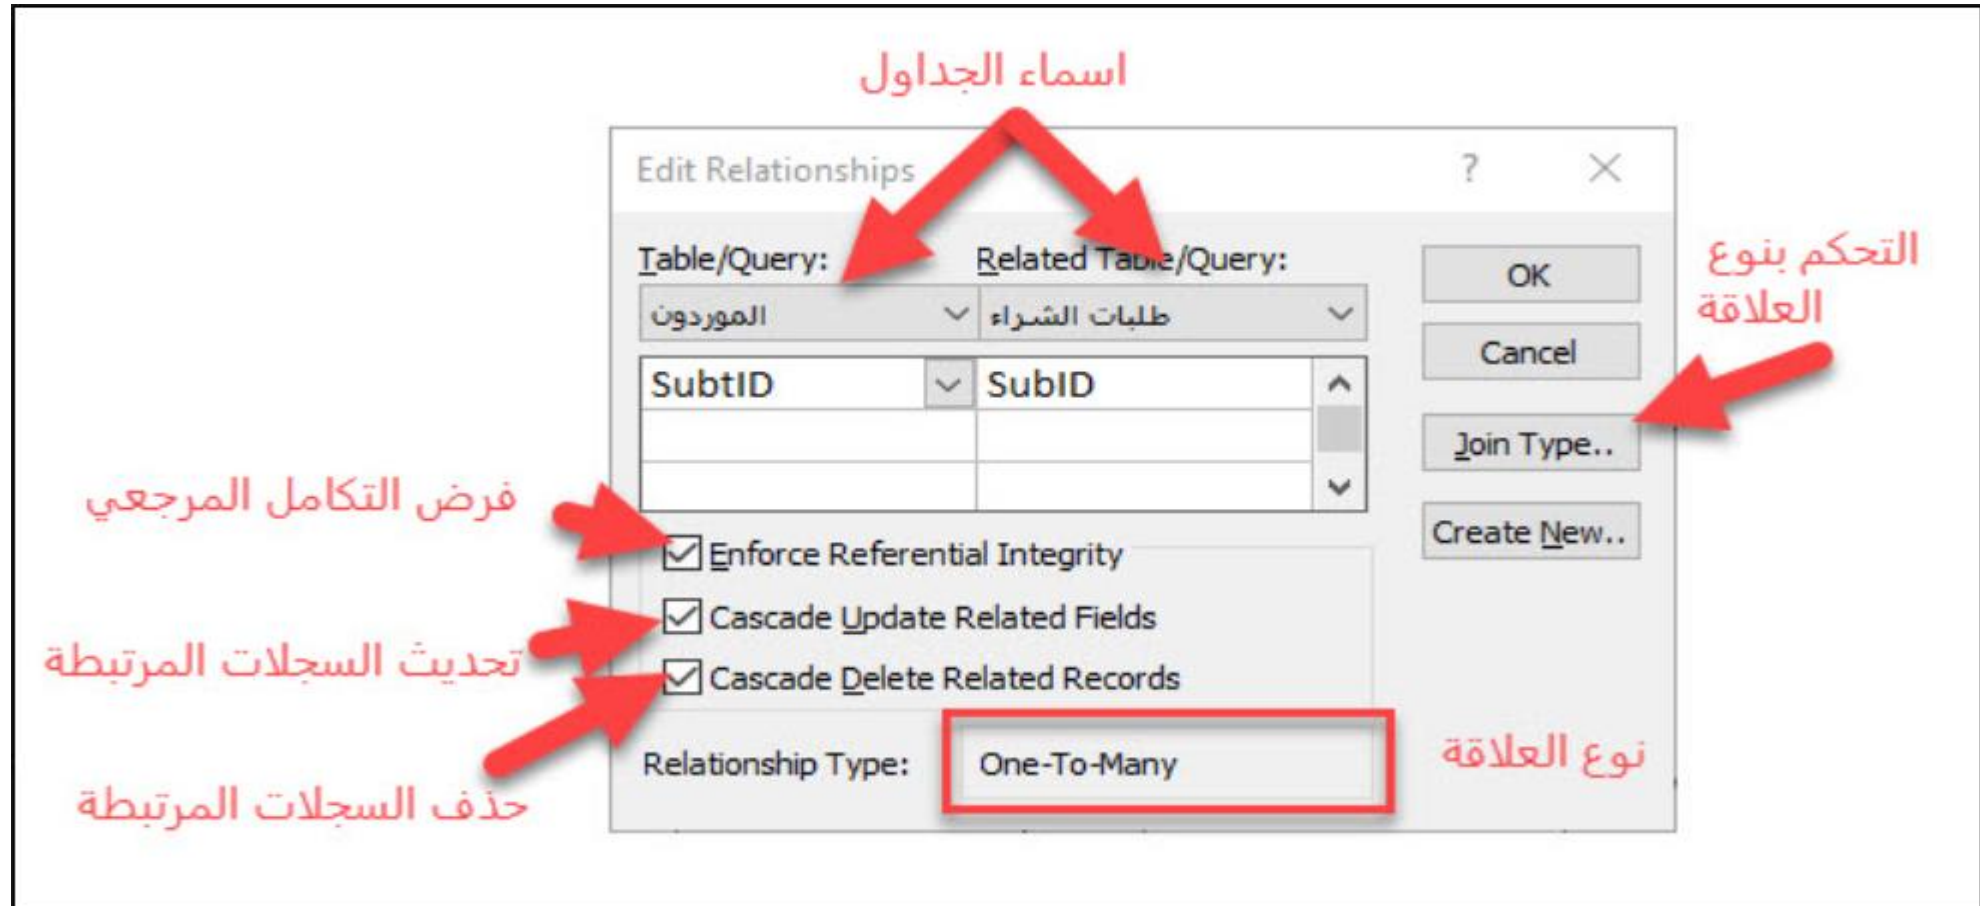 اسماء الجداول
Edit Relationships
?
Table/Query:
Related Table/Query:
الموردون
طلبات الشراء
SubtID
SubID
OK
Cancel
Join Type..
Create New..
التحكم بنوع
العلاقة
فرض التكامل المرجعي
Enforce Referential Integrity
Cascade Update Related Fields
تحديث السجلات المرتبطة
Cascade Delete Related Records
حذف السجلات المرتبطة
Relationship Type:
One-To-Many
نوع العلاقة